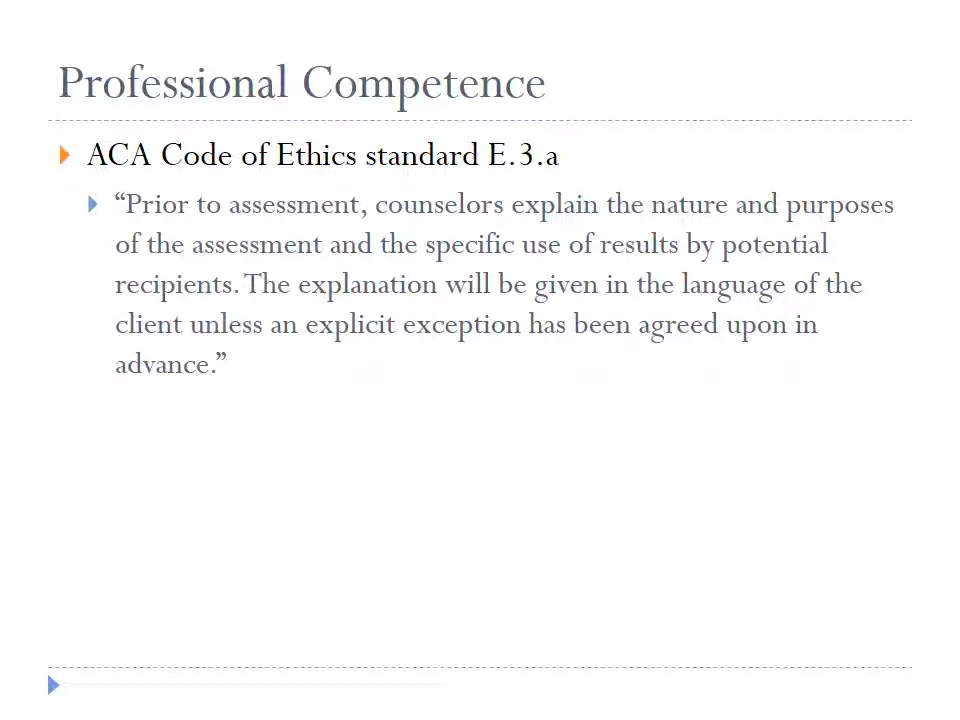 Professional Competence
ACA Code of Ethics standard E.3.a
“Prior to assessment, counselors explain the nature and purposes
of the assessment and the specific use of results by potential
recipients. The explanation will be given in the language of the
client unless an explicit exception has been agreed upon in
advance.”